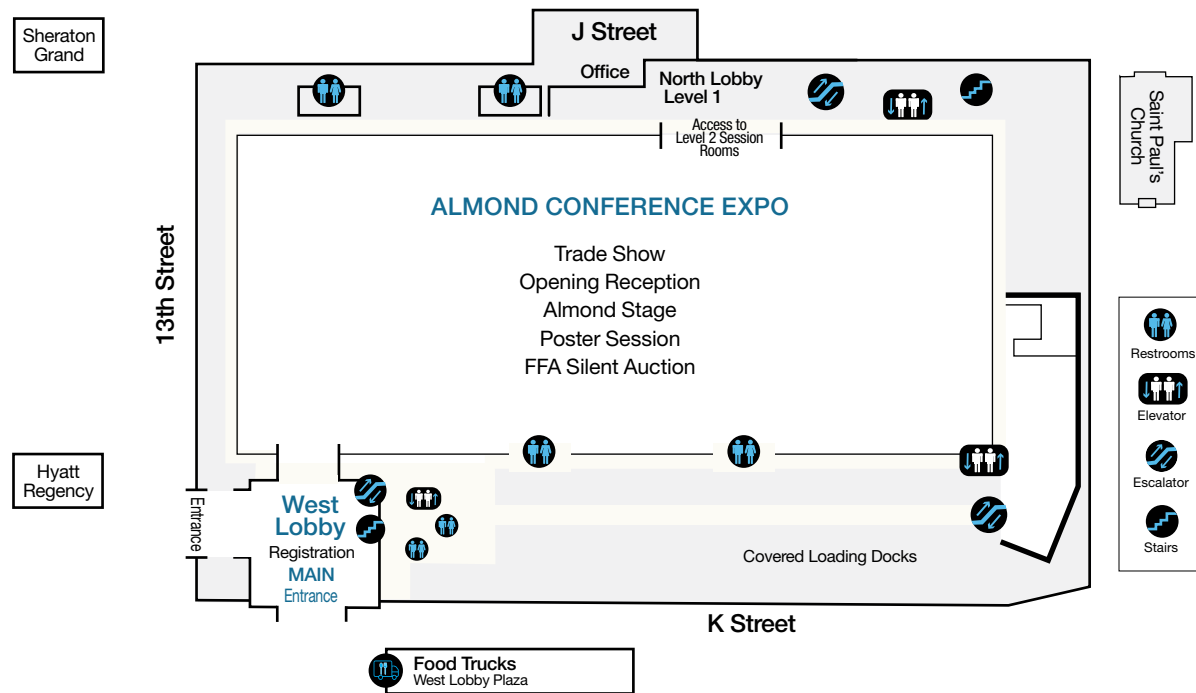 Sheraton
Grand
J Street
Office
North Lobby
Level 1
Access to
Level 2 Session
Rooms
Saint Paul's
Church
13th Street
ALMOND CONFERENCE EXPO
Trade Show
Opening Reception
Almond Stage
Poster Session
FFA Silent Auction
Restrooms
Elevator
Escalator
Stairs
Hyatt
Regency
Entrance
West
Lobby
Registration
MAIN
Entrance
Covered Loading Docks
K Street
Food Trucks
West Lobby Plaza